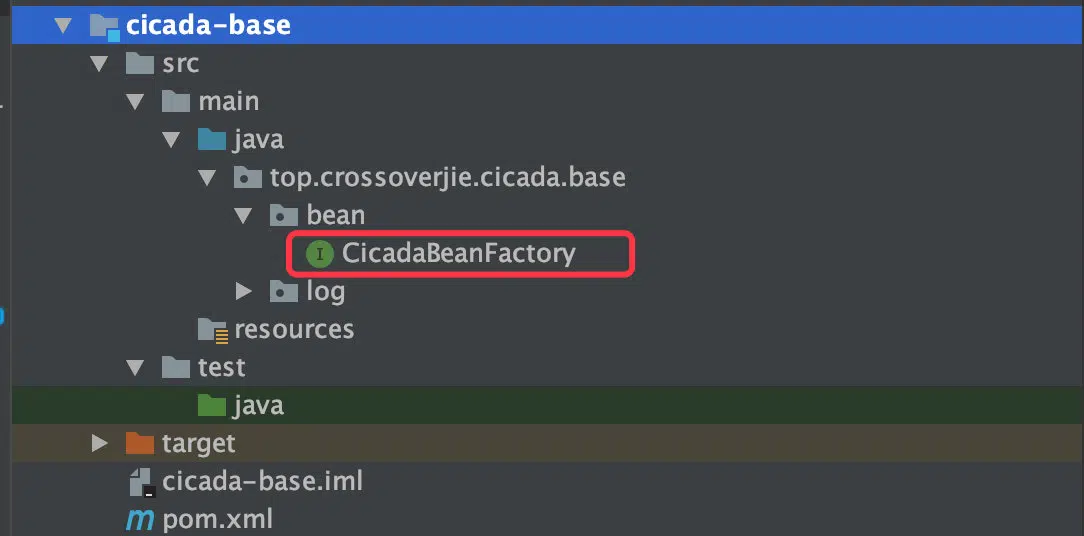 cicada-base
src
main
java
top.crossoverjie.cicada.base
bean
I CicadaBeanFactory
log
resources
test
java
target
cicada-base.iml
m pom.xml